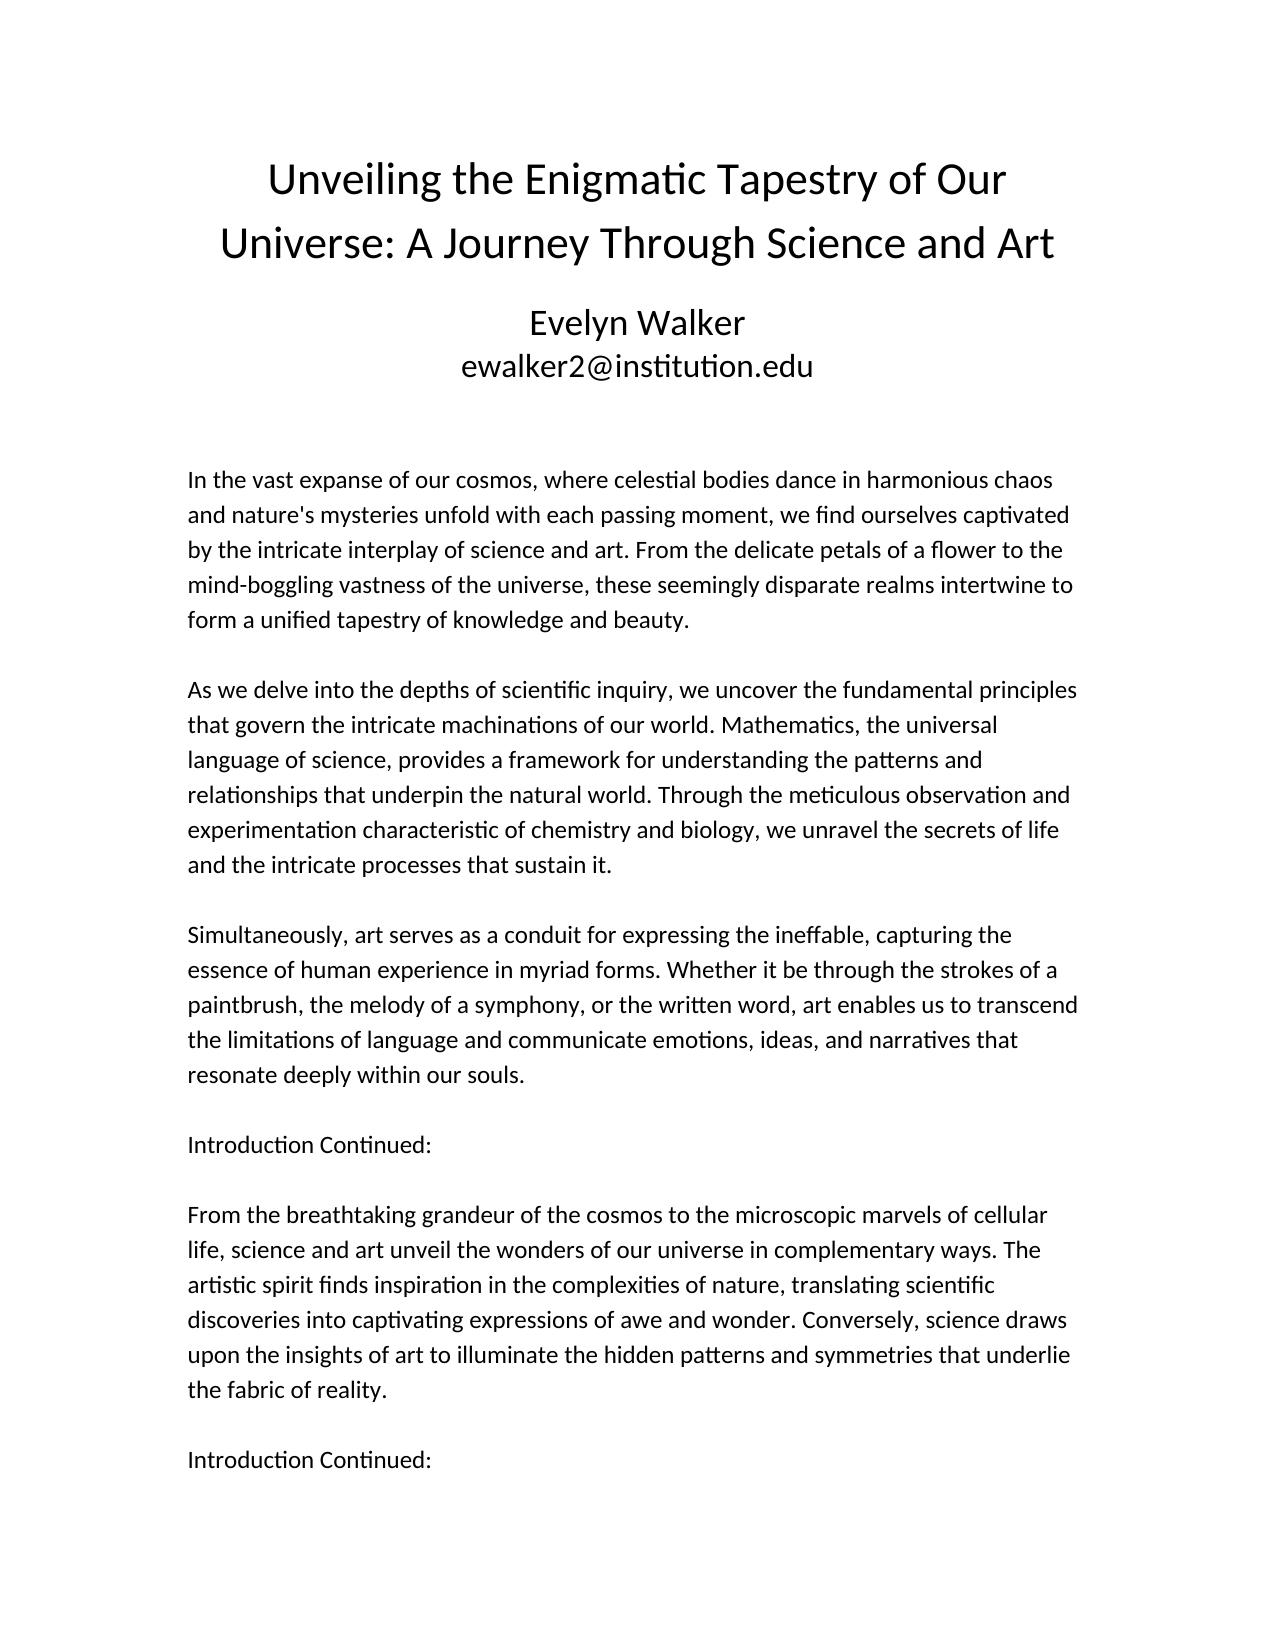 Unveiling the Enigmatic Tapestry of Our
Universe: A Journey Through Science and Art
Evelyn Walker
ewalker2@institution.edu
In the vast expanse of our cosmos, where celestial bodies dance in harmonious chaos
and nature's mysteries unfold with each passing moment, we find ourselves captivated
by the intricate interplay of science and art. From the delicate petals of a flower to the
mind-boggling vastness of the universe, these seemingly disparate realms intertwine to
form a unified tapestry of knowledge and beauty.
As we delve into the depths of scientific inquiry, we uncover the fundamental principles
that govern the intricate machinations of our world. Mathematics, the universal
language of science, provides a framework for understanding the patterns and
relationships that underpin the natural world. Through the meticulous observation and
experimentation characteristic of chemistry and biology, we unravel the secrets of life
and the intricate processes that sustain it.
Simultaneously, art serves as a conduit for expressing the ineffable, capturing the
essence of human experience in myriad forms. Whether it be through the strokes of a
paintbrush, the melody of a symphony, or the written word, art enables us to transcend
the limitations of language and communicate emotions, ideas, and narratives that
resonate deeply within our souls.
Introduction Continued:
From the breathtaking grandeur of the cosmos to the microscopic marvels of cellular
life, science and art unveil the wonders of our universe in complementary ways. The
artistic spirit finds inspiration in the complexities of nature, translating scientific
discoveries into captivating expressions of awe and wonder. Conversely, science draws
upon the insights of art to illuminate the hidden patterns and symmetries that underlie
the fabric of reality.
Introduction Continued: